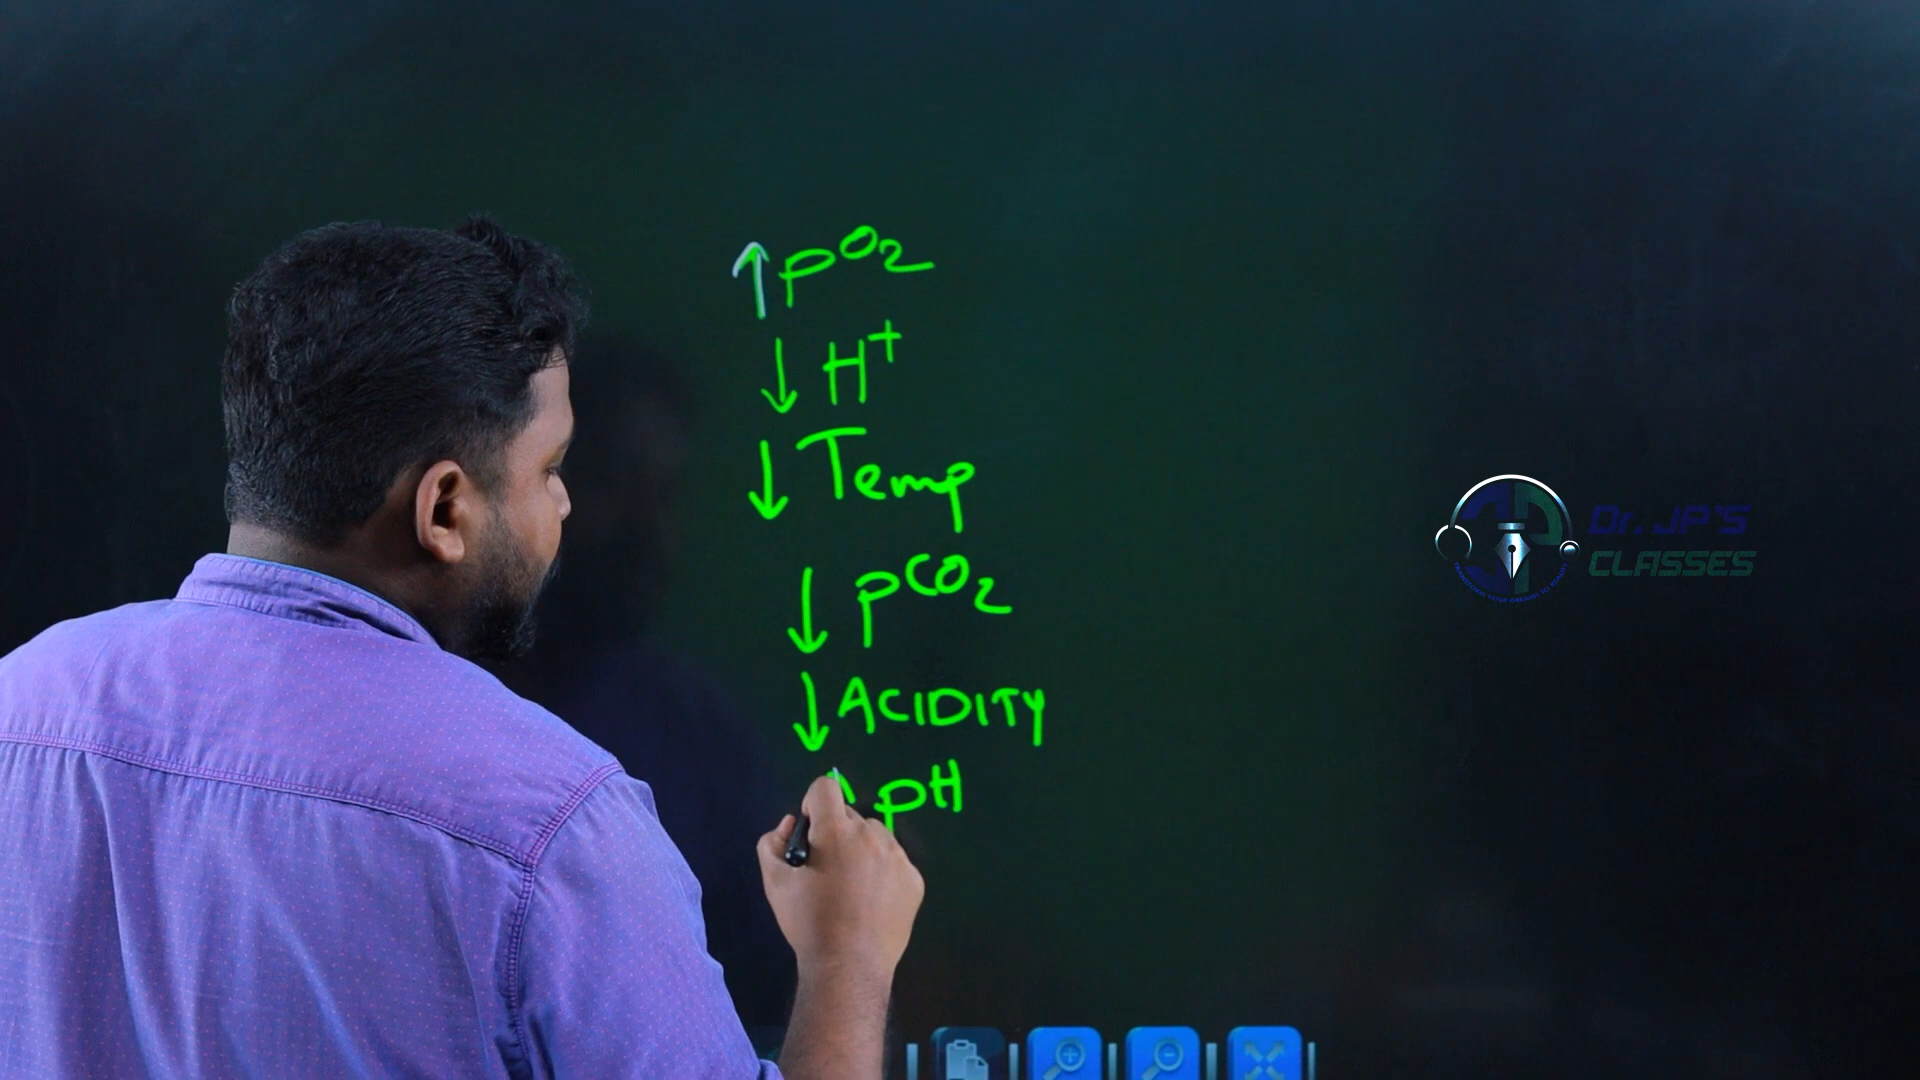 ↑ pO2
↓ H+
↓ Temp
↓ pCO2
↓ ACIDITY
↑ pH
Dr. JP'S
CLASSES